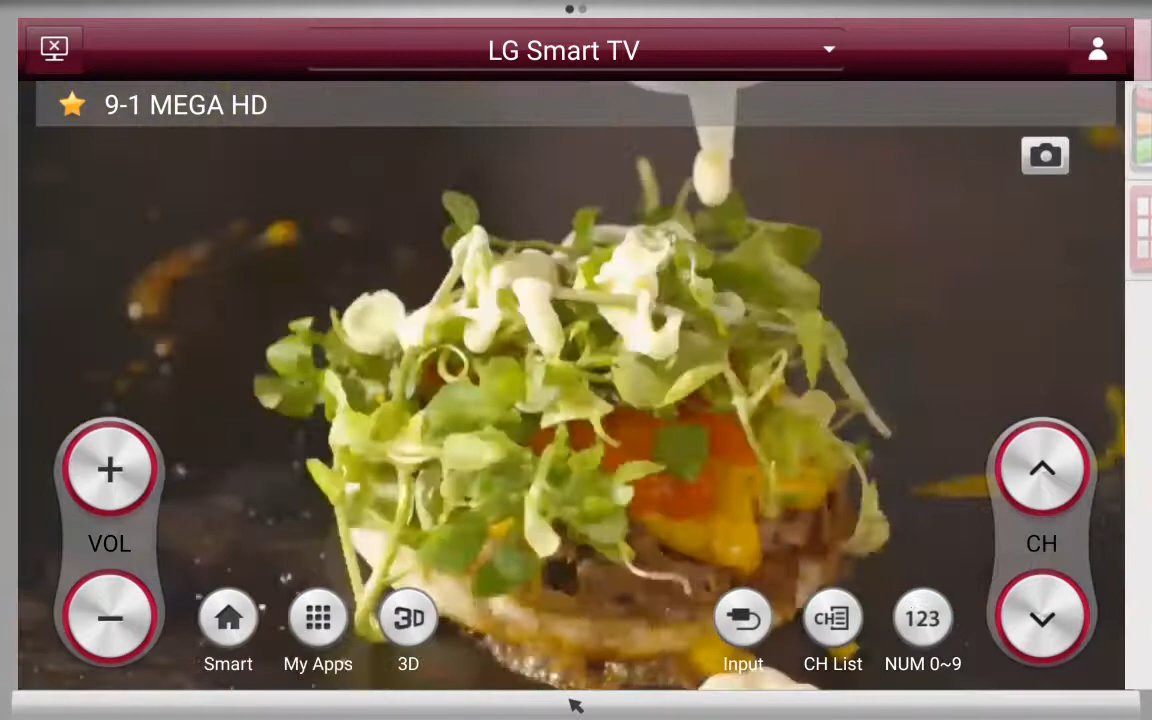 LG Smart TV
9-1 MEGA HD
VOL
CH
3D
CH
123
Smart
My Apps
3D
Input
CH List
NUM 0~9